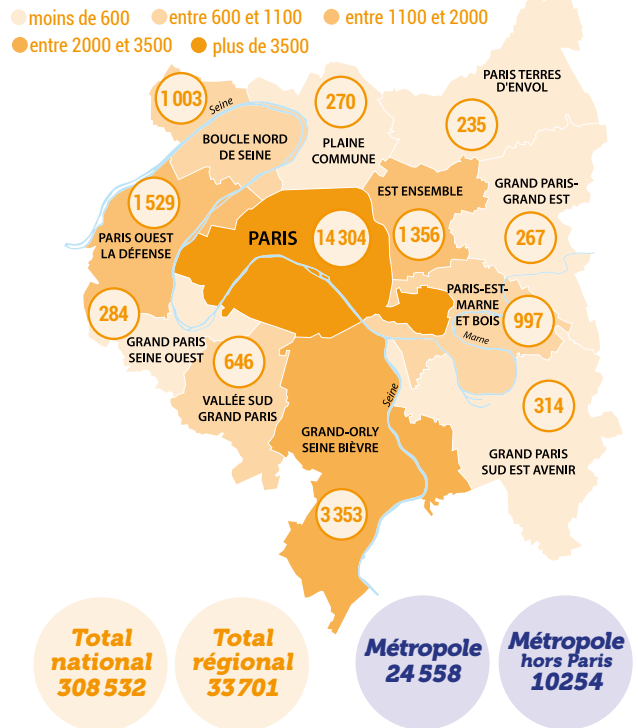 moins de 600
entre 600 et 1100
entre 1100 et 2000
entre 2000 et 3500
plus de 3500
1 003
Seine
BOUCLE NORD
DE SEINE
270
PLAINE
COMMUNE
PARIS TERRES
D'ENVOL
235
1 529
PARIS OUEST
LA DÉFENSE
PARIS
14 304
EST ENSEMBLE
1 356
GRAND PARIS-
GRAND EST
267
284
GRAND PARIS
SEINE OUEST
646
VALLÉE SUD
GRAND PARIS
PARIS-EST-
MARNE
ET BOIS
997
Marne
Seine
314
GRAND PARIS
SUD EST AVENIR
GRAND-ORLY
SEINE BIÈVRE
3 353
Total
national
308 532
Total
régional
33 701
Métropole
24 558
Métropole
hors Paris
10254